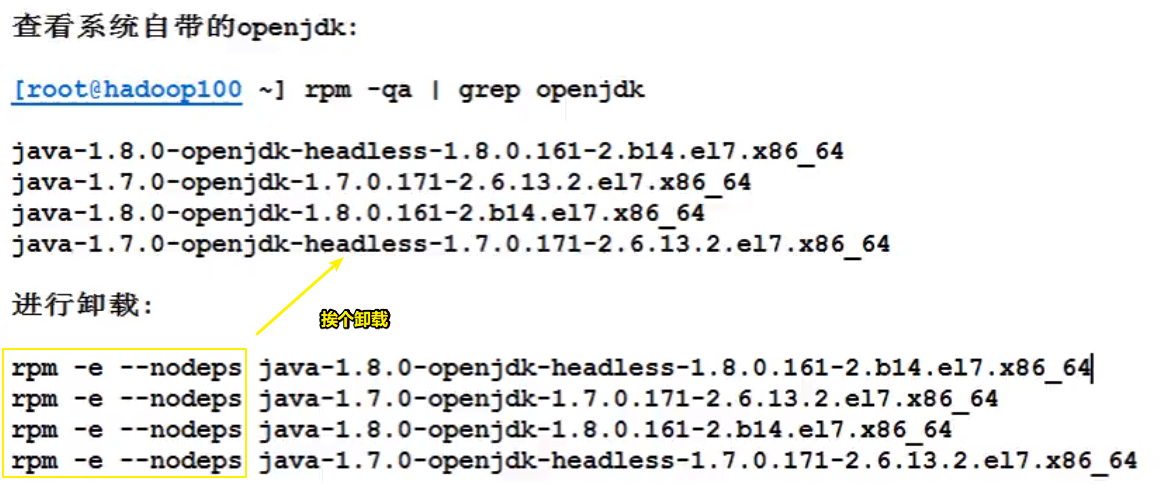 查看系统自带的openjdk:
[root@hadoop100 ~] rpm -qa | grep openjdk
java-1.8.0-openjdk-headless-1.8.0.161-2.b14.el7.x86_64
java-1.7.0-openjdk-1.7.0.171-2.6.13.2.el7.x86_64
java-1.8.0-openjdk-1.8.0.161-2.b14.el7.x86_64
java-1.7.0-openjdk-headless-1.7.0.171-2.6.13.2.el7.x86_64
进行卸载:
挨个卸载
rpm -e --nodeps java-1.8.0-openjdk-headless-1.8.0.161-2.b14.el7.x86_64
rpm -e --nodeps java-1.7.0-openjdk-1.7.0.171-2.6.13.2.el7.x86_64
rpm -e --nodeps java-1.8.0-openjdk-1.8.0.161-2.b14.el7.x86_64
rpm -e --nodeps java-1.7.0-openjdk-headless-1.7.0.171-2.6.13.2.el7.x86_64